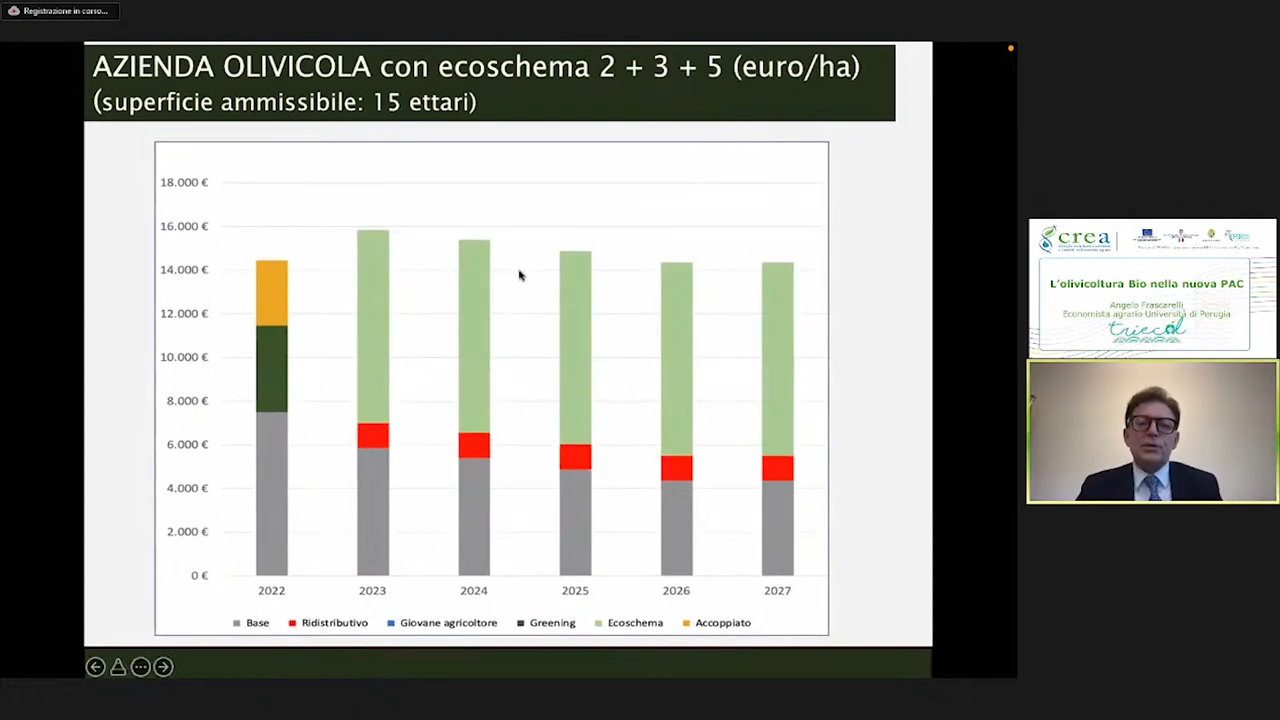 Registrazione in corso...
AZIENDA OLIVICOLA con ecoschema 2 + 3 + 5 (euro/ha)
(superficie ammissibile: 15 ettari)
18.000 €
16.000 €
14.000 €
12.000 €
10.000 €
8.000 €
6.000 €
4.000 €
2.000 €
0 €
2022 2023 2024 2025 2026 2027
Base Ridistributivo Giovane agricoltore Greening Ecoschema Accoppiato
crea
L'olivicoltura Bio nella nuova PAC
Angelo Frascarelli
Economista agrario Università di Perugia
triecol